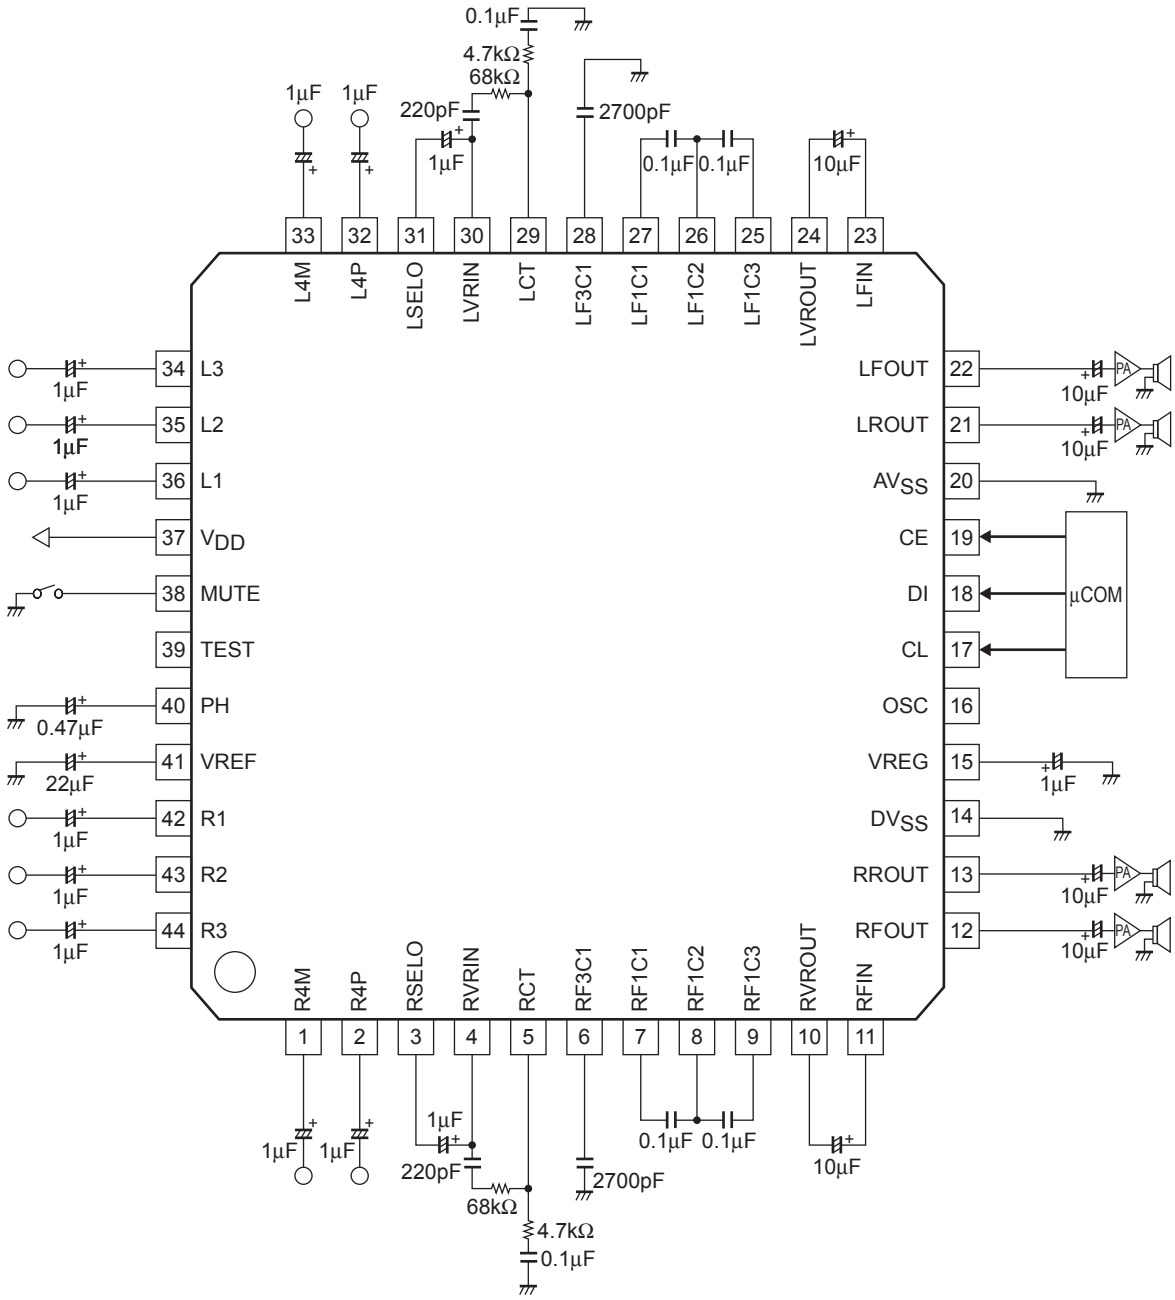 0.1µF
4.7kΩ
68kΩ
1µF 1µF
220pF
2700pF
1µF
0.1µF 0.1µF
10µF
33 32 31 30 29 28 27 26 25 24 23
L4M L4P LSELO LVRIN LCT LF3C1 LF1C1 LF1C2 LF1C3 LVROUT LFIN
34 L3
1µF
35 L2
1µF
36 L1
1µF
37 VDD
38 MUTE
39 TEST
40 PH
0.47µF
41 VREF
22µF
42 R1
1µF
43 R2
1µF
44 R3
1µF
LFOUT 22
10µF
PA
LROUT 21
10µF
PA
AVSS 20
CE 19
DI 18
CL 17
µCOM
OSC 16
VREG 15
1µF
DVSS 14
RROUT 13
10µF
PA
RFOUT 12
10µF
PA
R4M R4P RSELO RVRIN RCT RF3C1 RF1C1 RF1C2 RF1C3 RVROUT RFIN
1 2 3 4 5 6 7 8 9 10 11
1µF 1µF
1µF
220pF
68kΩ
4.7kΩ
0.1µF
2700pF
0.1µF 0.1µF
10µF